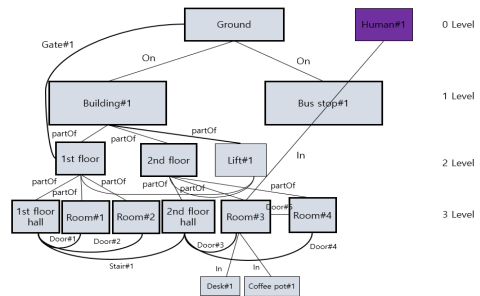 Ground
Human#1
0 Level
Gate#1
On
On
Building#1
Bus stop#1
1 Level
partOf
partOf
partOf
In
1st floor
2nd floor
Lift#1
2 Level
partOf
partOf
partOf
partOf
partOf
partOf
1st floor
hall
Room#1
Room#2
2nd floor
hall
Room#3
Door#5
Room#4
3 Level
Door#1
Door#2
Door#3
Door#4
Stair#1
In
In
Desk#1
Coffee pot#1